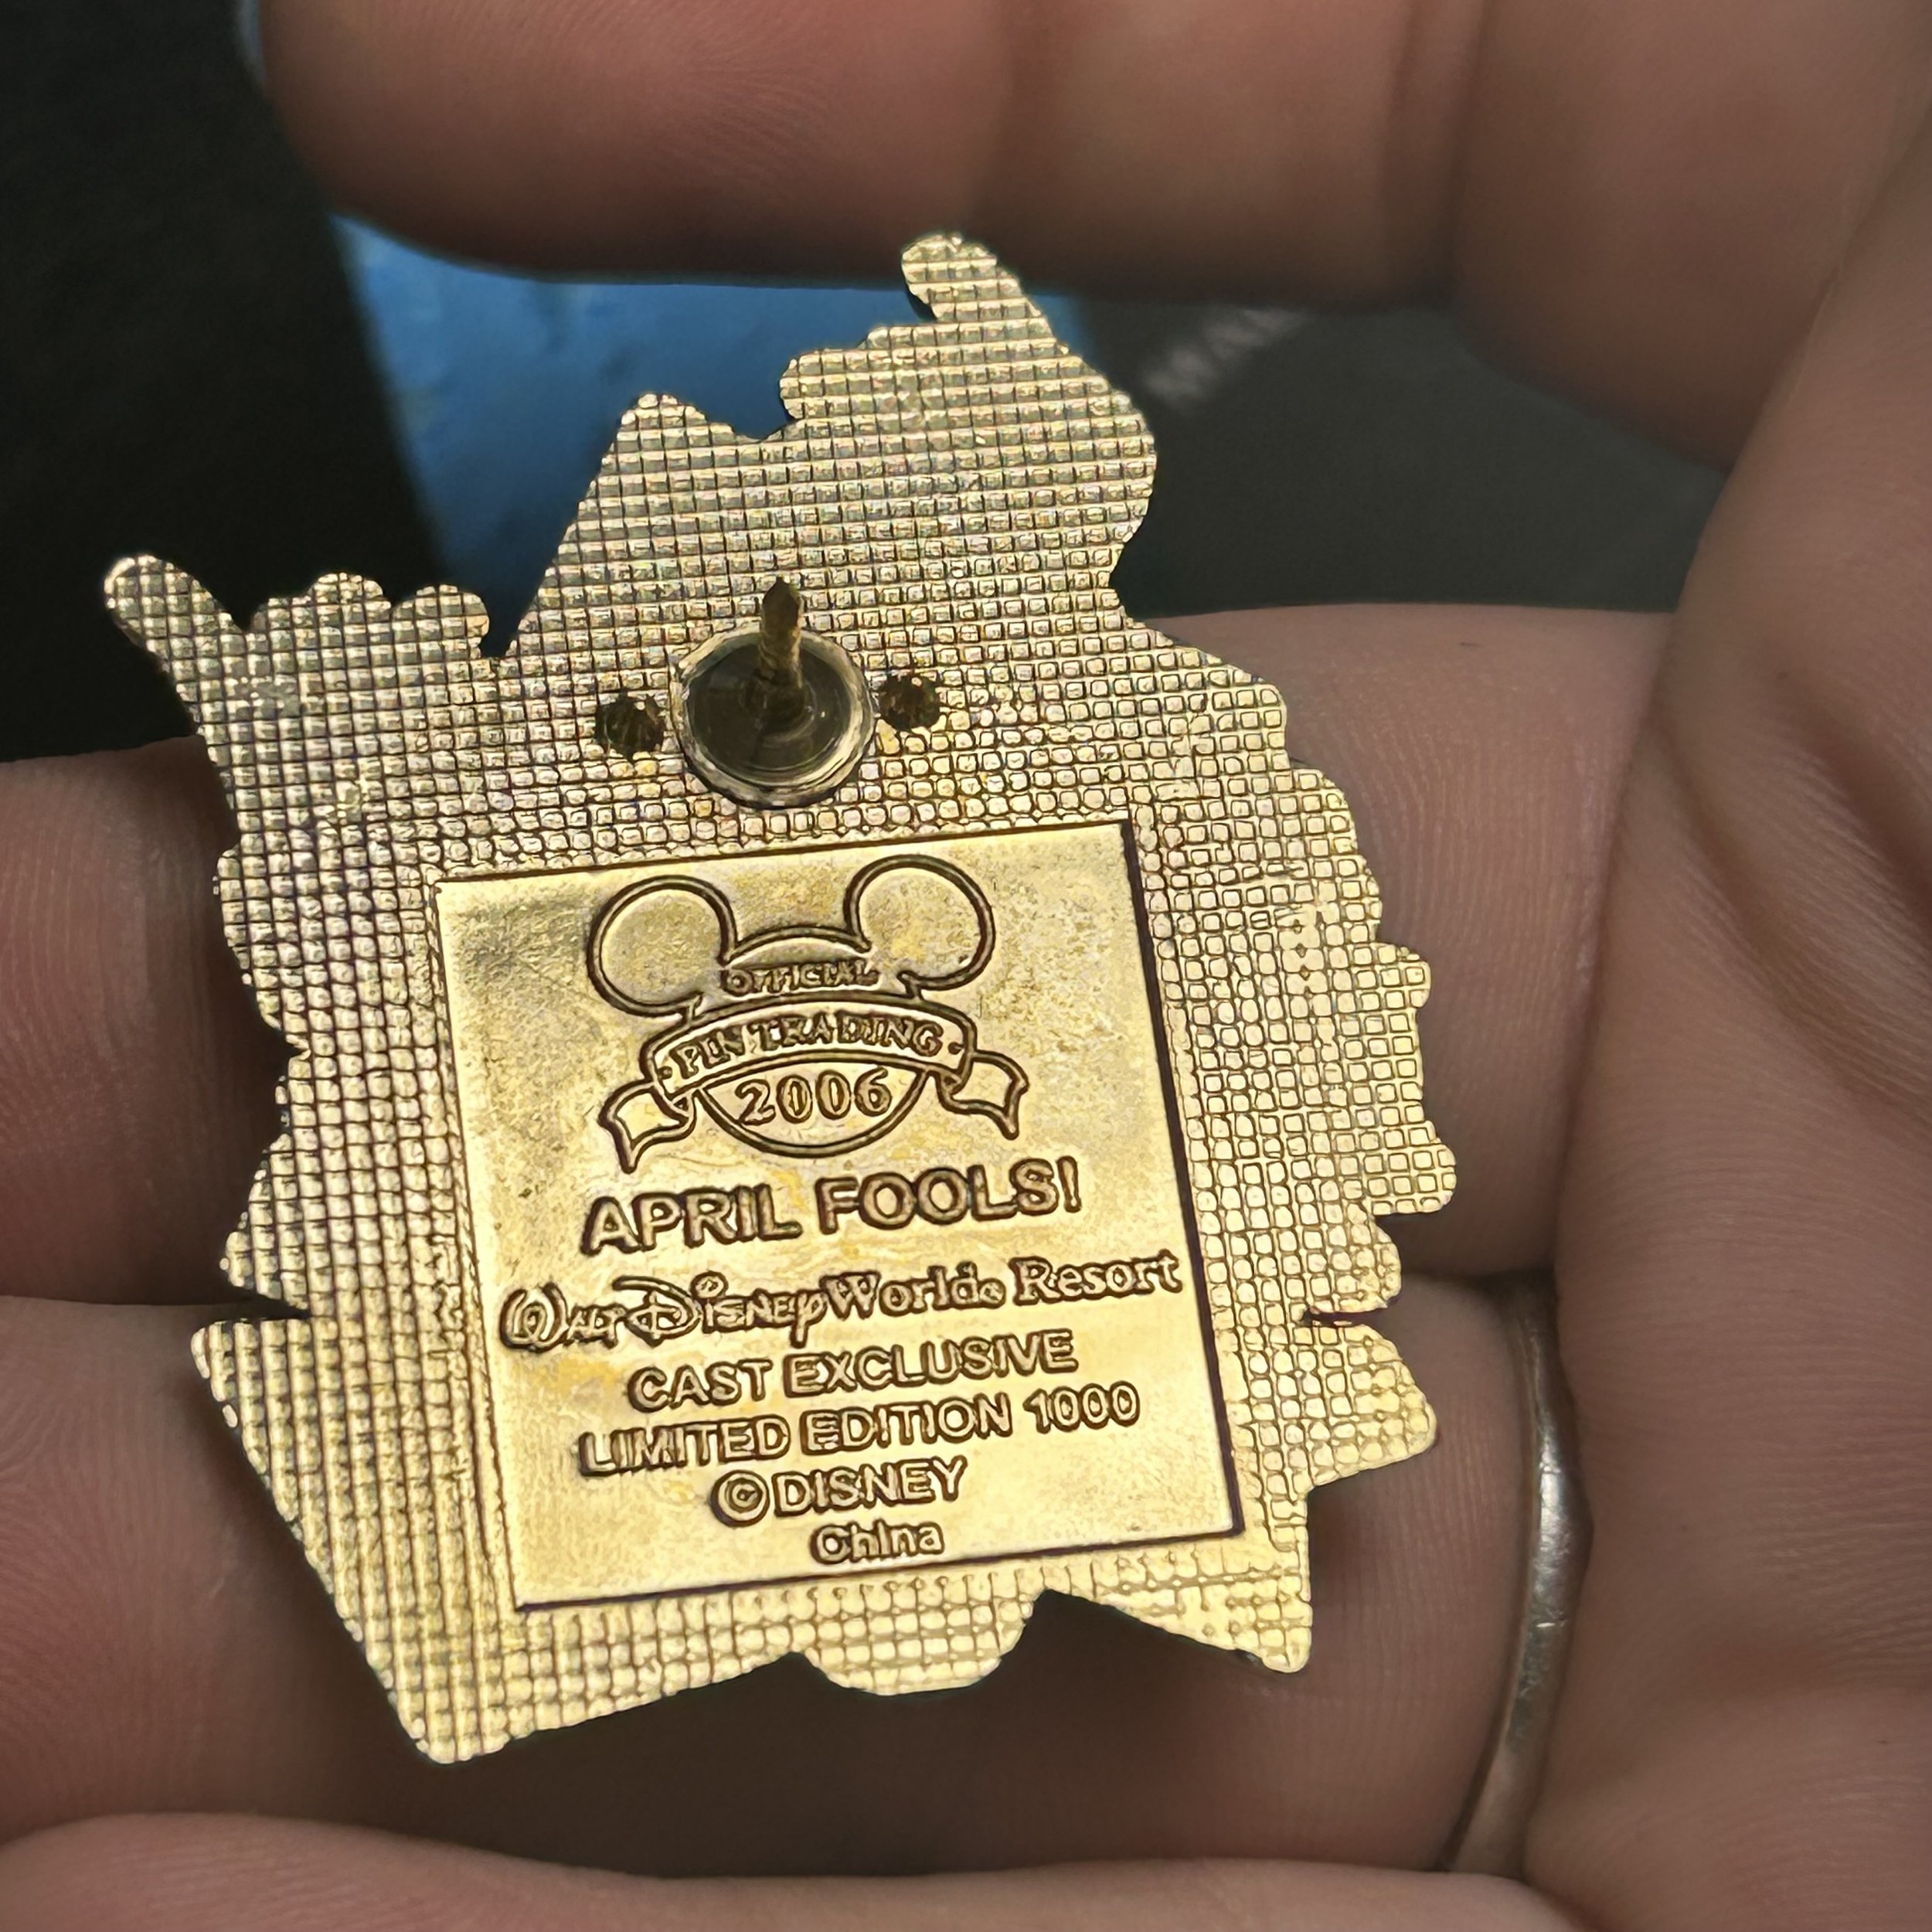 OFFICIAL
PIN TRADING
2006
APRIL FOOLS!
Walt Disney World® Resort
CAST EXCLUSIVE
LIMITED EDITION 1000
©DISNEY
China